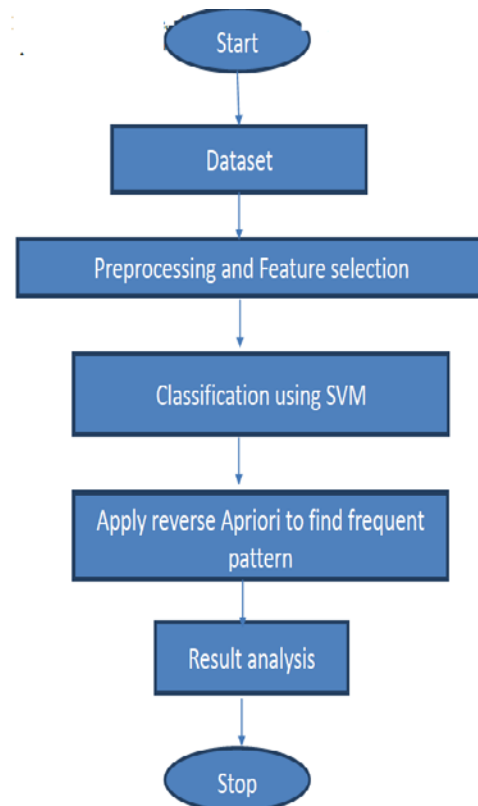 Start
Dataset
Preprocessing and Feature selection
Classification using SVM
Apply reverse Apriori to find frequent
pattern
Result analysis
Stop